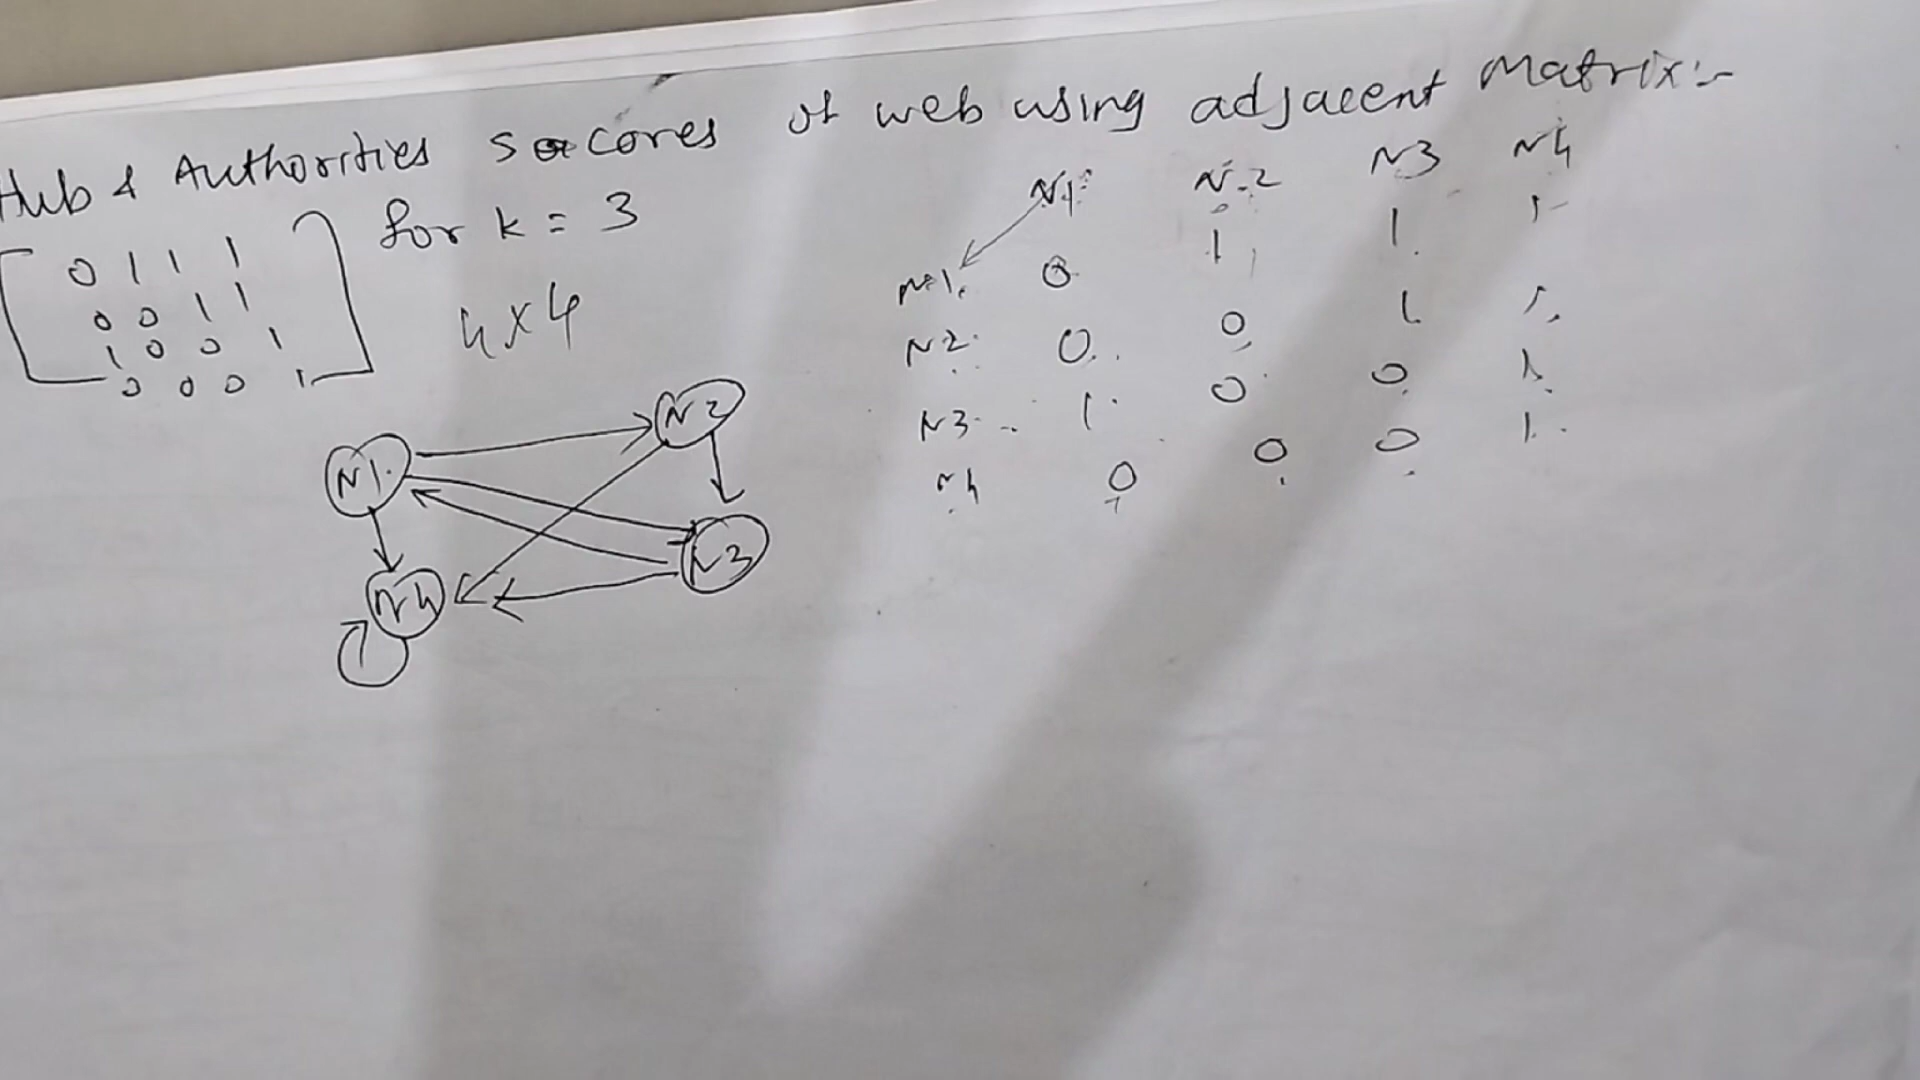 Hub & Authorities Scores of web using adjacent Matrix:-
for k = 3
0 1 1 1
0 0 1 1
1 0 0 1
0 0 0 1
4x4
N1 N2 N3 N4
N1 0 1 1 1
N2 0 0 1 1
N3 1 0 0 1
N4 0 0 0 1
N2
N1
N3
N4